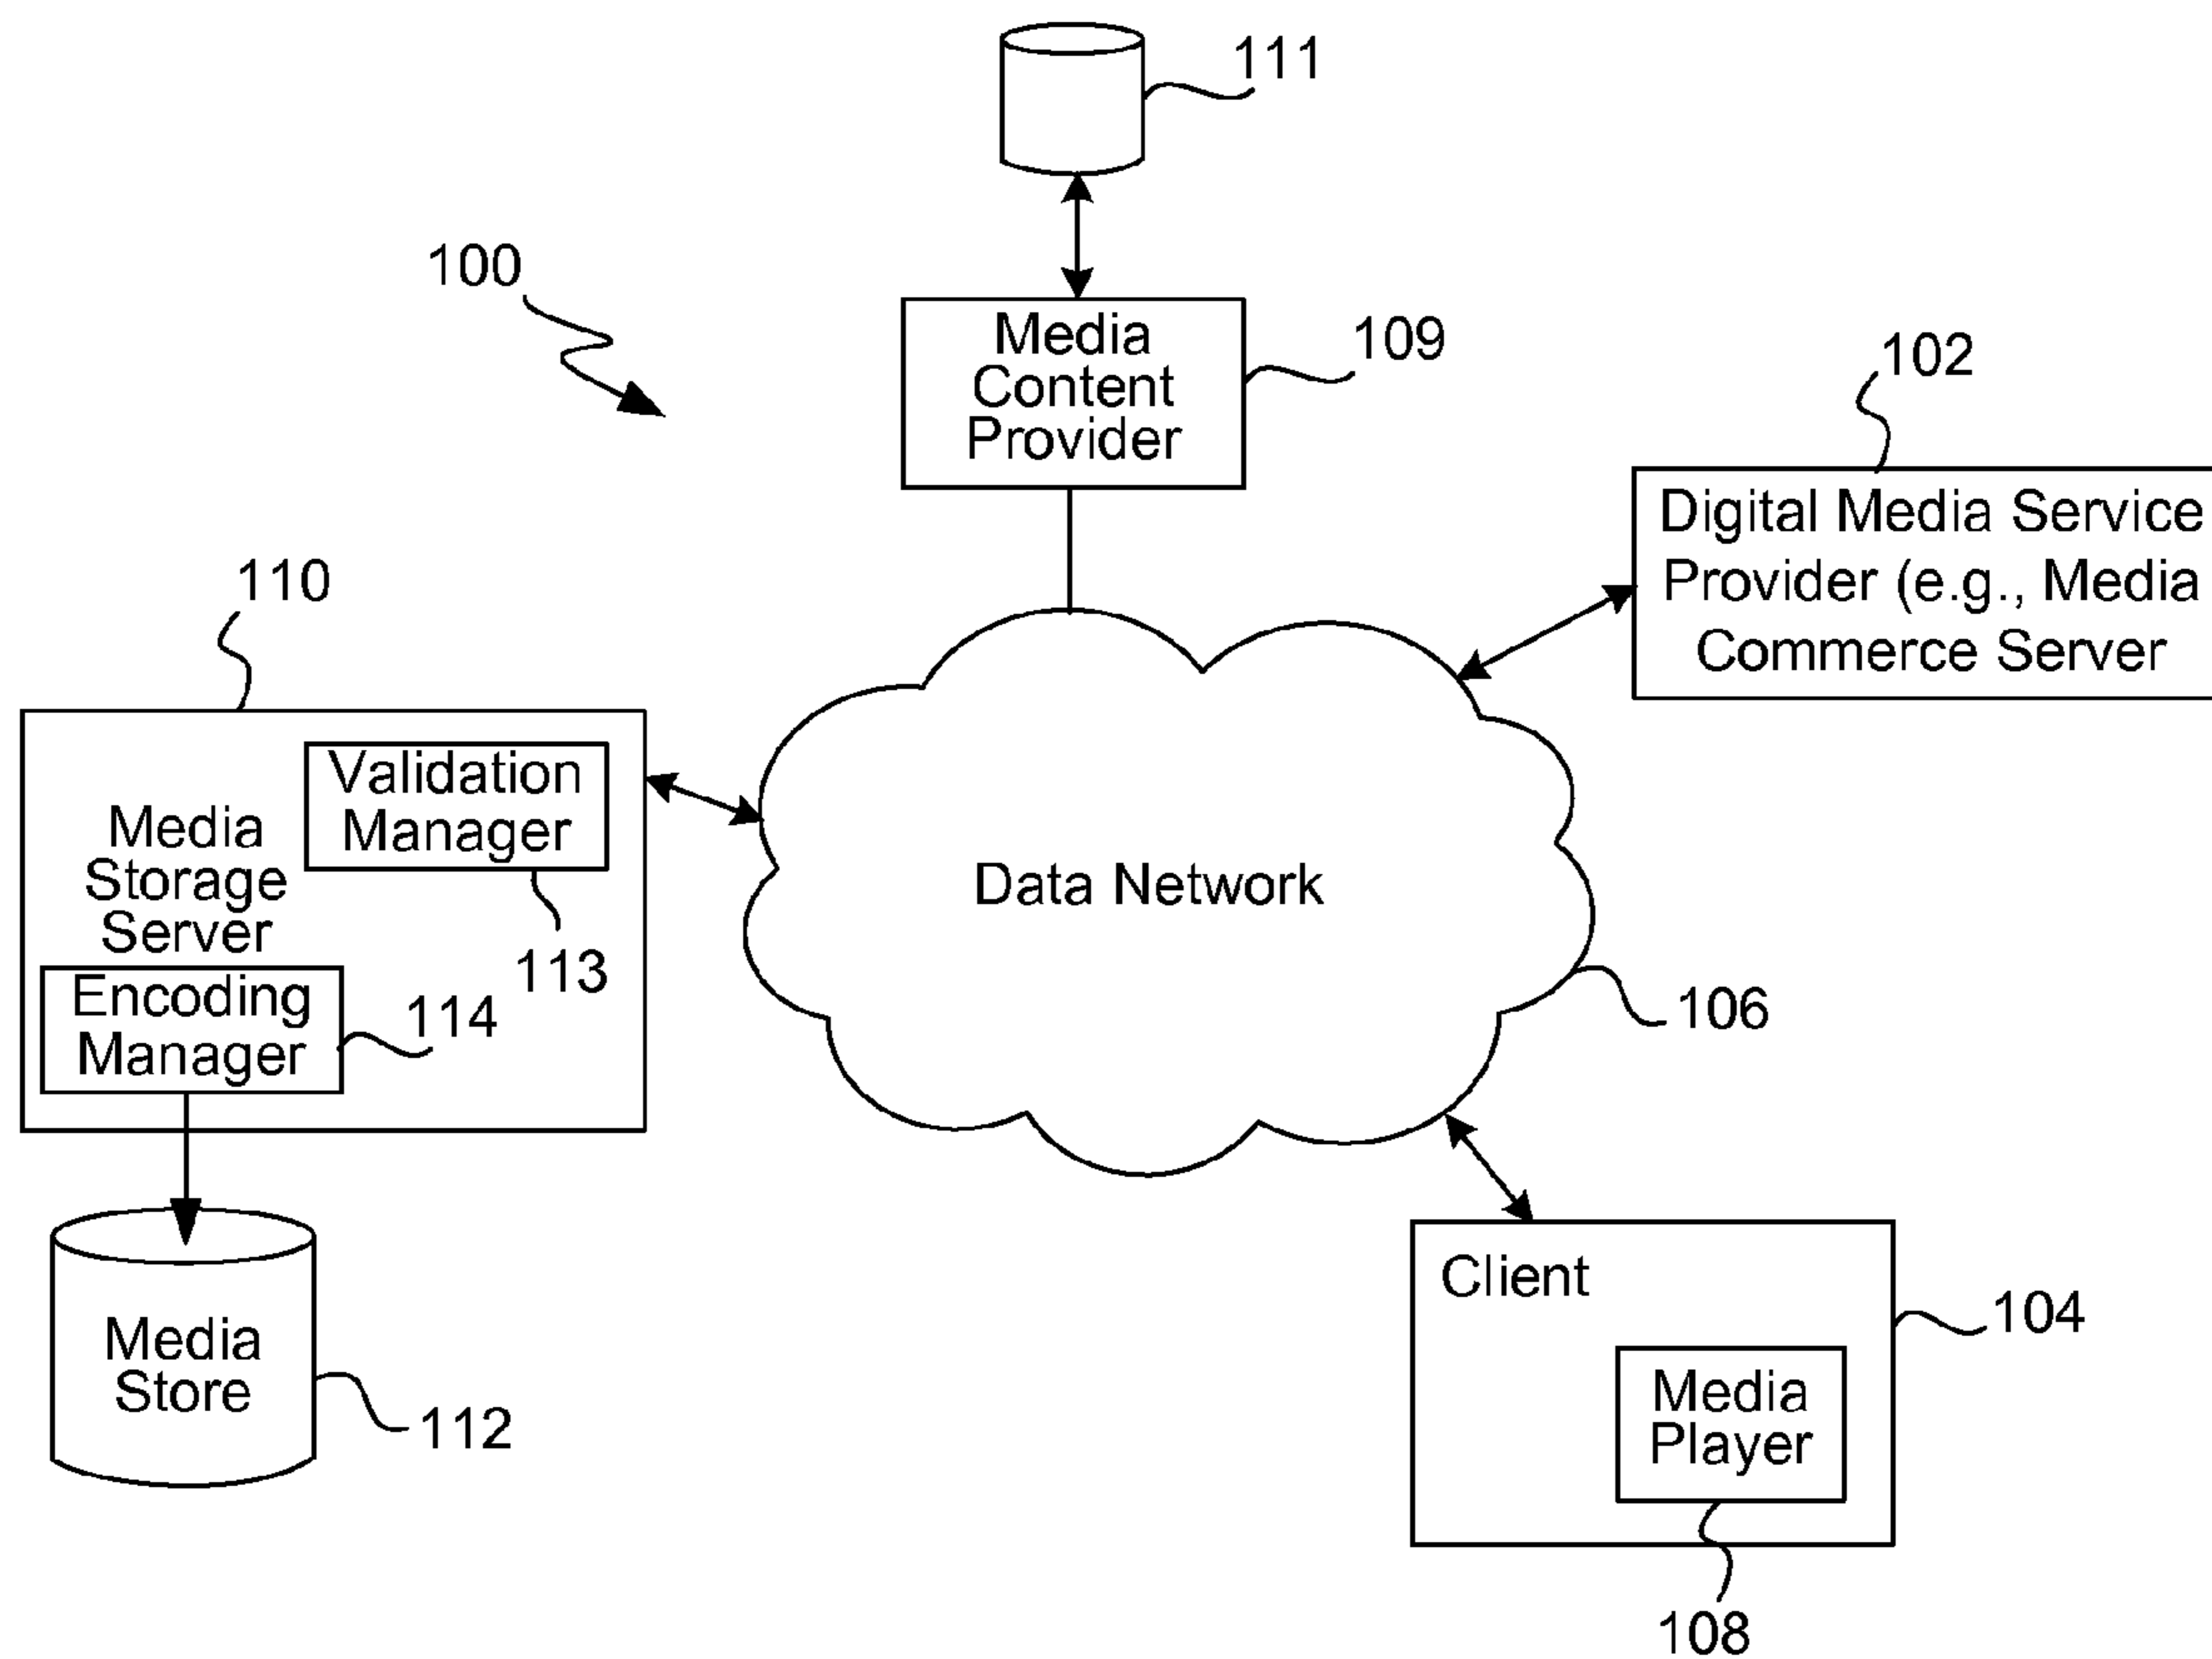 111
100
Media
Content
Provider
109
102
Digital Media Service
Provider (e.g., Media
Commerce Server
110
Validation
Manager
Media
Storage
Server
113
Encoding
Manager
114
Data Network
106
Media
Store
112
Client
104
Media
Player
108